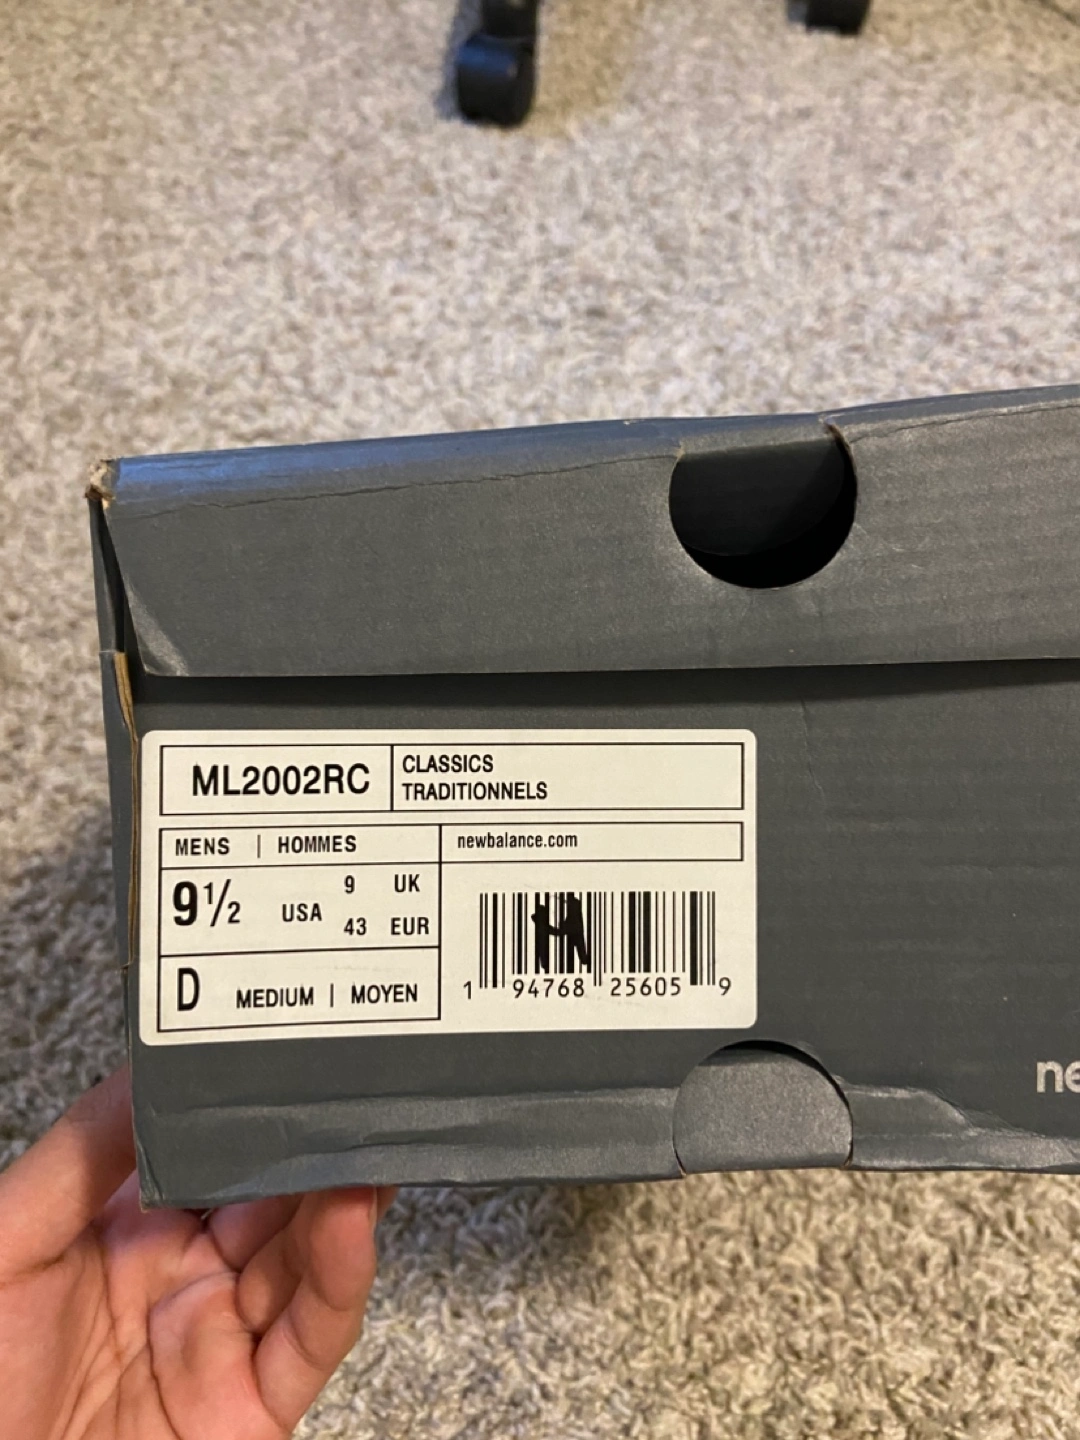 ML2002RC
CLASSICS
TRADITIONNELS
MENS | HOMMES
newbalance.com
9½ USA
9 UK
43 EUR
D MEDIUM | MOYEN
1 94768 25605 9
ne